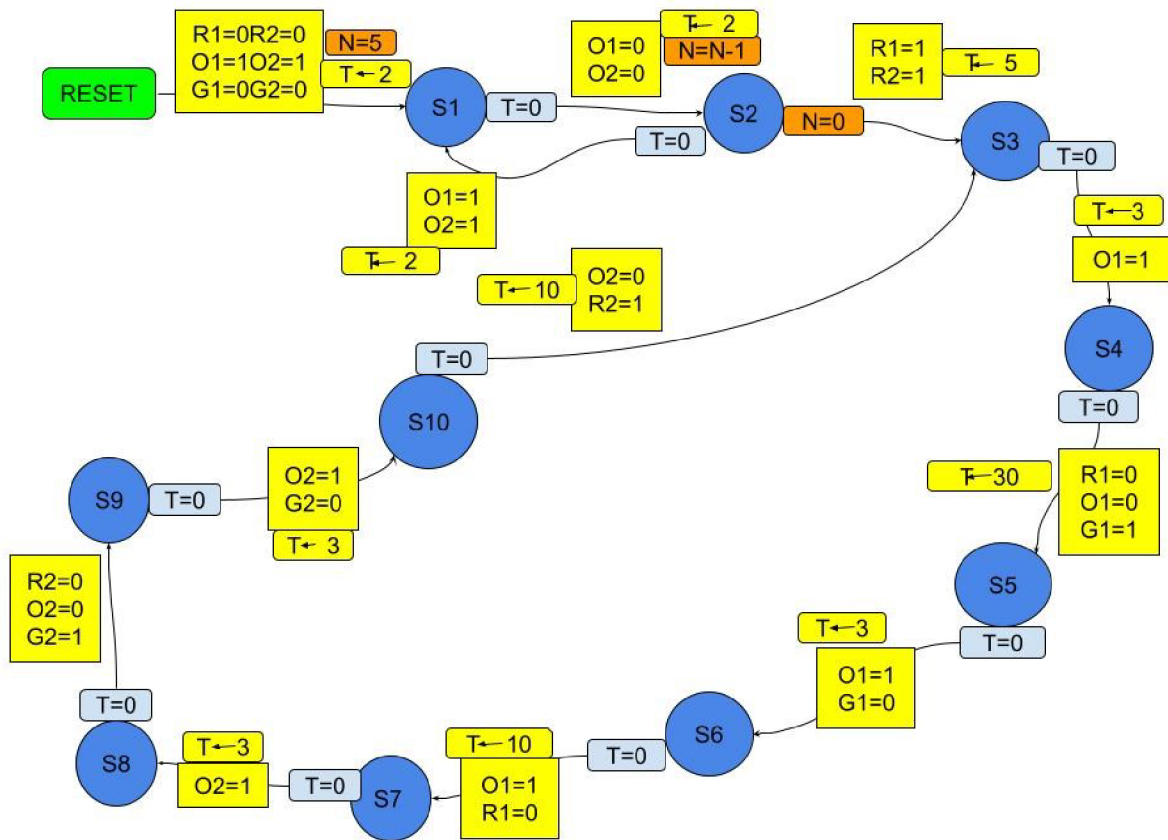 RESET
R1=0R2=0
O1=1O2=1
G1=0G2=0
N=5
T← 2
S1
T=0
O1=0
O2=0
T← 2
N=N-1
S2
T=0
N=0
R1=1
R2=1
T← 5
S3
T=0
O1=1
O2=1
T← 2
T←3
O1=1
T← 10
O2=0
R2=1
S4
T=0
T=0
S10
T←30
R1=0
O1=0
G1=1
O2=1
G2=0
T← 3
S9
T=0
S5
T=0
R2=0
O2=0
G2=1
T←3
O1=1
G1=0
T=0
S8
T←3
O2=1
T=0
S7
T←10
O1=1
R1=0
T=0
S6